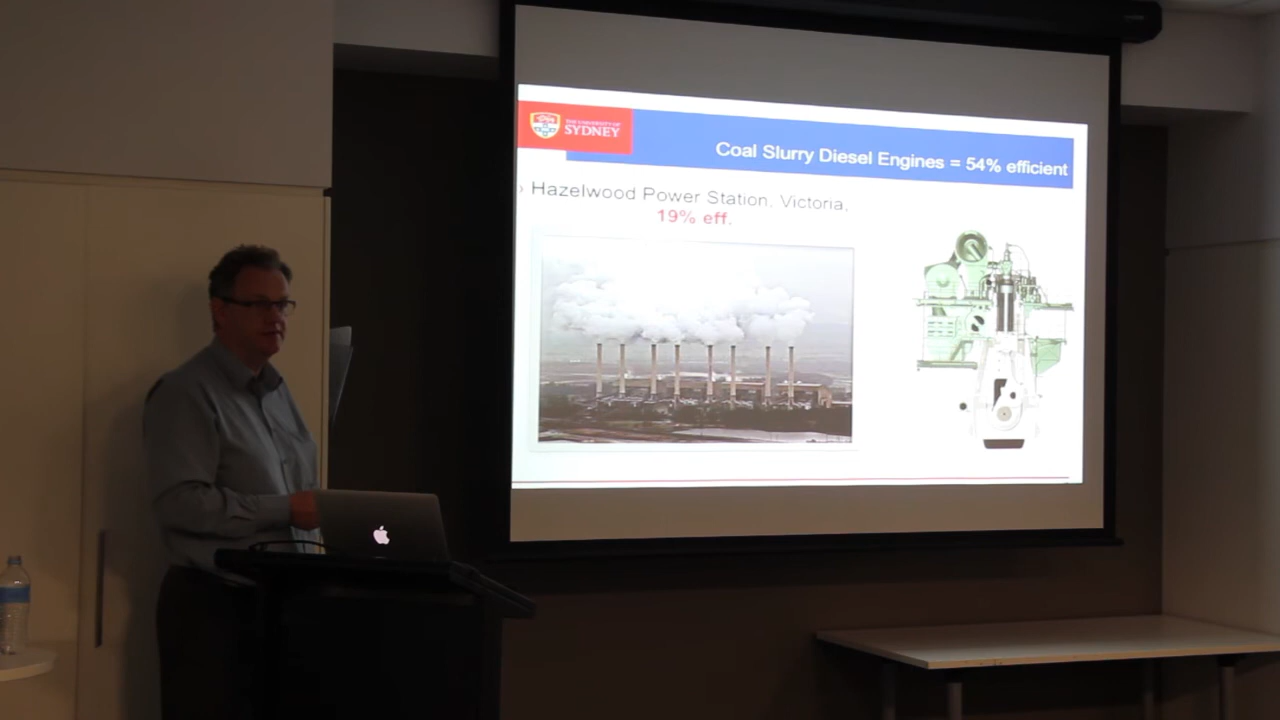 THE UNIVERSITY OF
SYDNEY
Coal Slurry Diesel Engines = 54% efficient
› Hazelwood Power Station, Victoria,
19% eff.